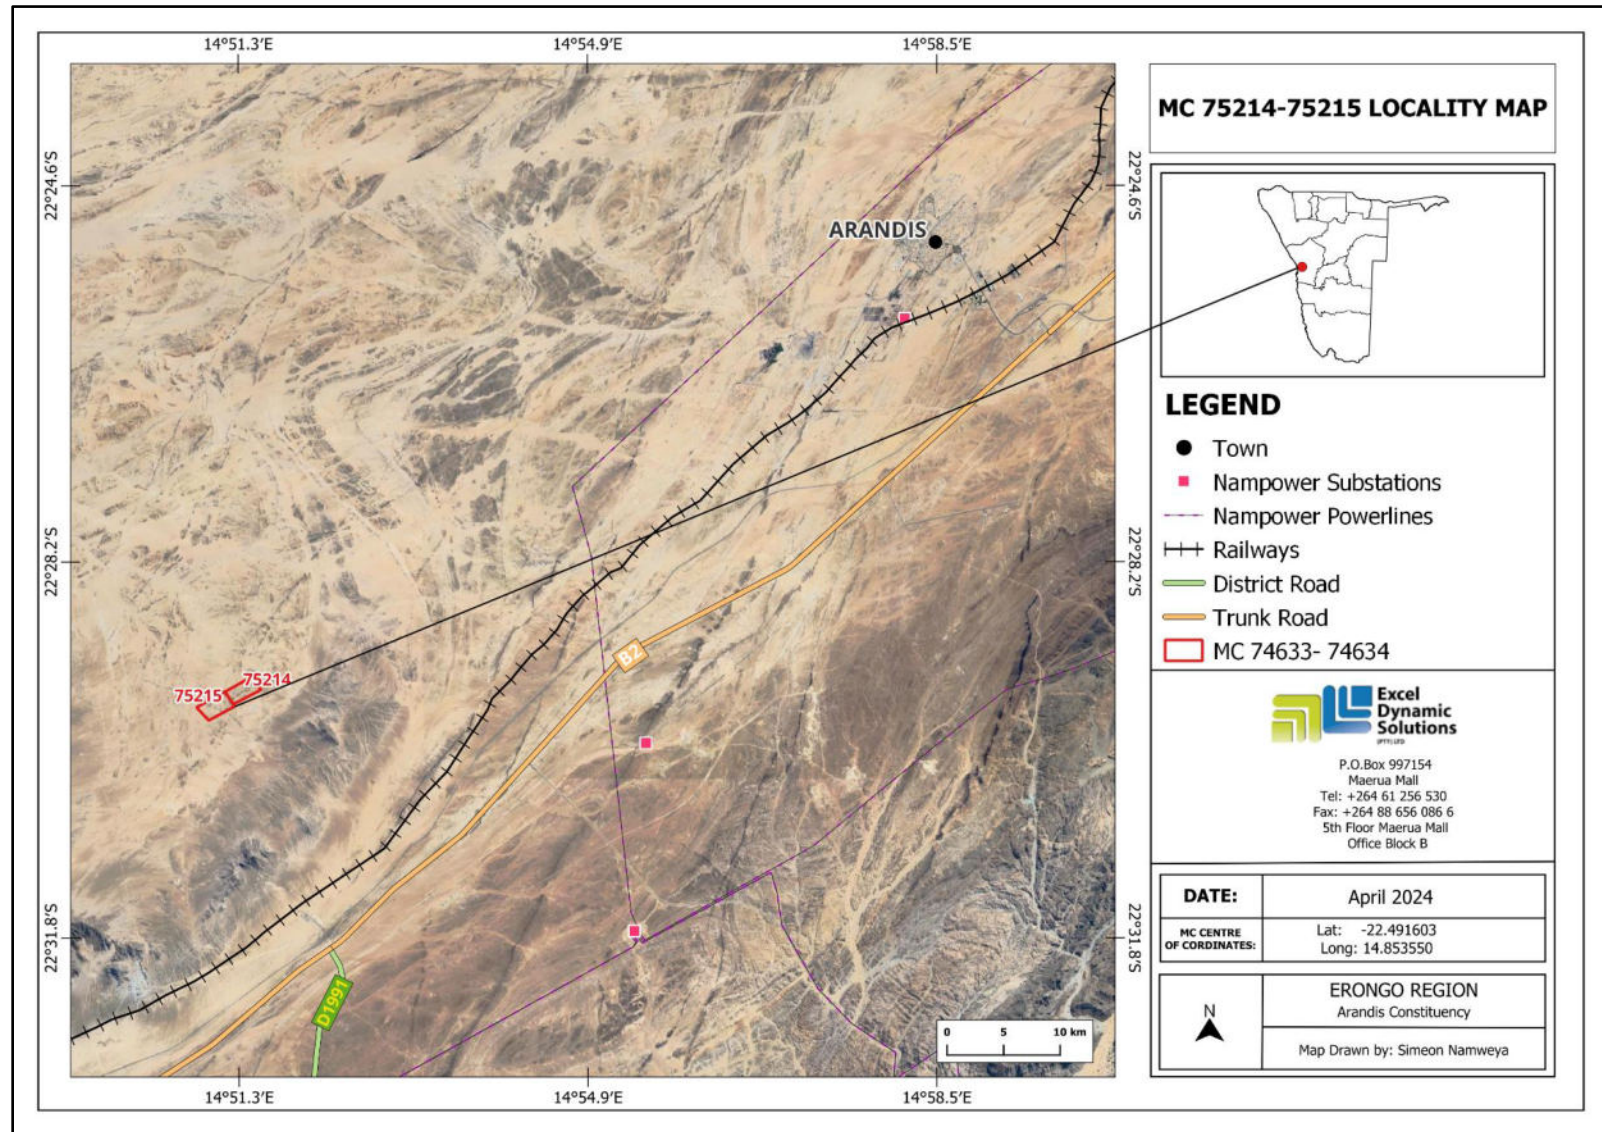 14°51.3'E
14°54.9'E
14°58.5'E
22°24.6'S
22°28.2'S
22°31.8'S
ARANDIS
B2
75214
75215
D1991
0 5 10 km
22°24.6'S
22°28.2'S
22°31.8'S
14°51.3'E
14°54.9'E
14°58.5'E
MC 75214-75215 LOCALITY MAP
LEGEND
Town
Nampower Substations
Nampower Powerlines
Railways
District Road
Trunk Road
MC 74633- 74634
Excel
Dynamic
Solutions
(PTY) LTD
P.O.Box 997154
Maerua Mall
Tel: +264 61 256 530
Fax: +264 88 656 086 6
5th Floor Maerua Mall
Office Block B
DATE: April 2024
MC CENTRE
OF CORDINATES:
Lat: -22.491603
Long: 14.853550
N
ERONGO REGION
Arandis Constituency
Map Drawn by: Simeon Namweya